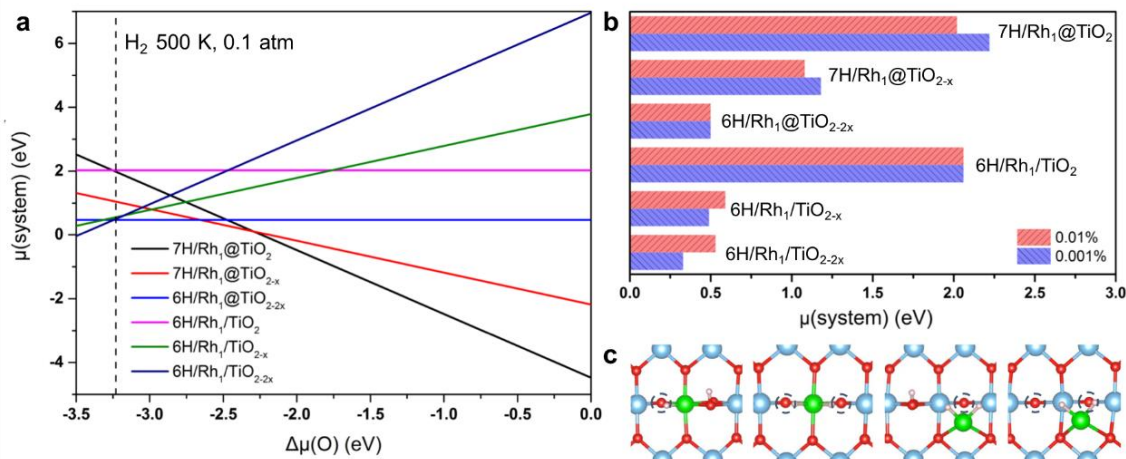 a
H₂ 500 K, 0.1 atm
μ(system) (eV)
6
4
2
0
-2
-4
7H/Rh₁@TiO₂
7H/Rh₁@TiO₂₋ₓ
6H/Rh₁@TiO₂₋₂ₓ
6H/Rh₁/TiO₂
6H/Rh₁/TiO₂₋ₓ
6H/Rh₁/TiO₂₋₂ₓ
-3.5 -3.0 -2.5 -2.0 -1.5 -1.0 -0.5 0.0
Δμ(O) (eV)
b
7H/Rh₁@TiO₂
7H/Rh₁@TiO₂₋ₓ
6H/Rh₁@TiO₂₋₂ₓ
6H/Rh₁/TiO₂
6H/Rh₁/TiO₂₋ₓ
6H/Rh₁/TiO₂₋₂ₓ
0.01%
0.001%
0.0 0.5 1.0 1.5 2.0 2.5 3.0
μ(system) (eV)
c